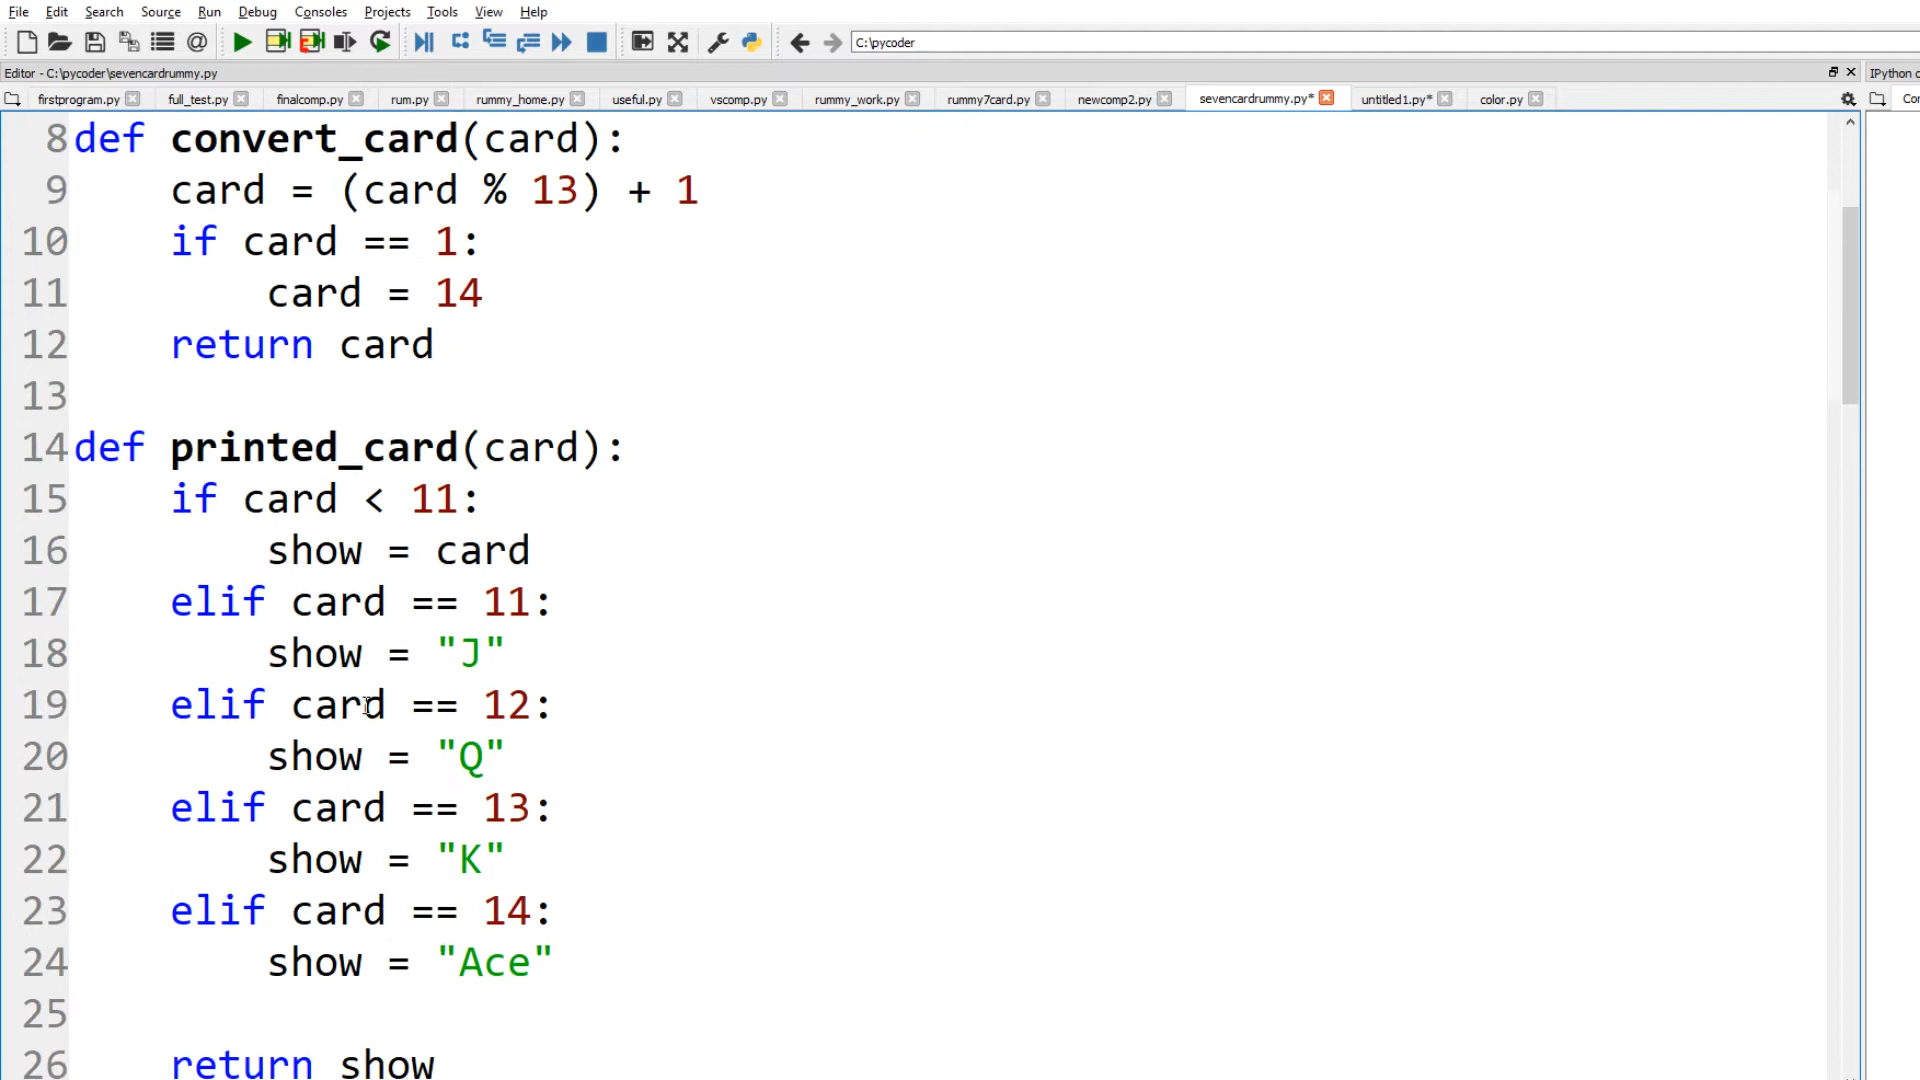 File Edit Search Source Run Debug Consoles Projects Tools View Help
C:\pycoder
Editor - C:\pycoder\sevencardrummy.py
IPython c
firstprogram.py full_test.py finalcomp.py rum.py rummy_home.py useful.py vscomp.py rummy_work.py rummy7card.py newcomp2.py sevencardrummy.py* untitled1.py* color.py
Cor
8 def convert_card(card):
9     card = (card % 13) + 1
10     if card == 1:
11         card = 14
12     return card
13
14 def printed_card(card):
15     if card < 11:
16         show = card
17     elif card == 11:
18         show = "J"
19     elif card == 12:
20         show = "Q"
21     elif card == 13:
22         show = "K"
23     elif card == 14:
24         show = "Ace"
25
26     return show